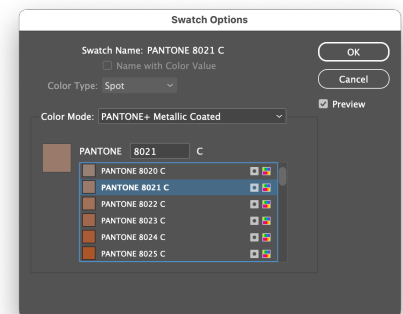 Swatch Options
Swatch Name: PANTONE 8021 C
Name with Color Value
Color Type: Spot
OK
Cancel
Preview
Color Mode: PANTONE+ Metallic Coated
PANTONE 8021 C
PANTONE 8020 C
PANTONE 8021 C
PANTONE 8022 C
PANTONE 8023 C
PANTONE 8024 C
PANTONE 8025 C